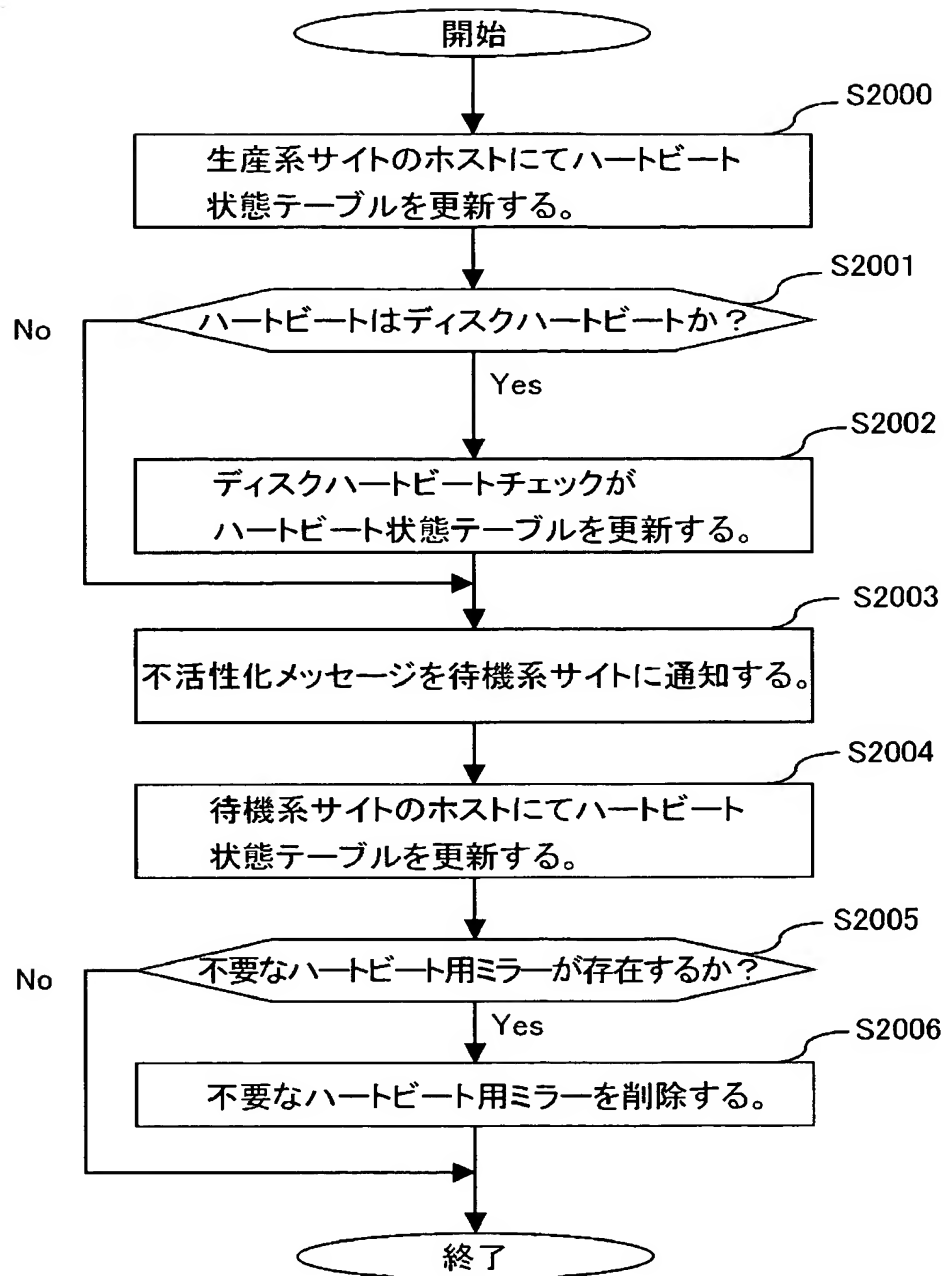 開始
S2000
生産系サイトのホストにてハートビート
状態テーブルを更新する。
S2001
ハートビートはディスクハートビートか？
No
Yes
S2002
ディスクハートビートチェックが
ハートビート状態テーブルを更新する。
S2003
不活性化メッセージを待機系サイトに通知する。
S2004
待機系サイトのホストにてハートビート
状態テーブルを更新する。
S2005
不要なハートビート用ミラーが存在するか？
No
Yes
S2006
不要なハートビート用ミラーを削除する。
終了